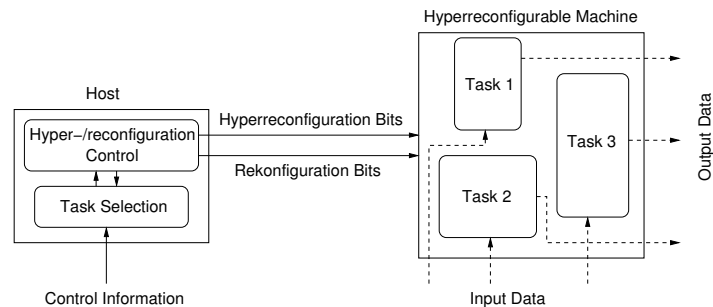 Hyperreconfigurable Machine
Host
Hyper-/reconfiguration
Control
Task Selection
Control Information
Hyperreconfiguration Bits
Rekonfiguration Bits
Task 1
Task 2
Task 3
Input Data
Output Data